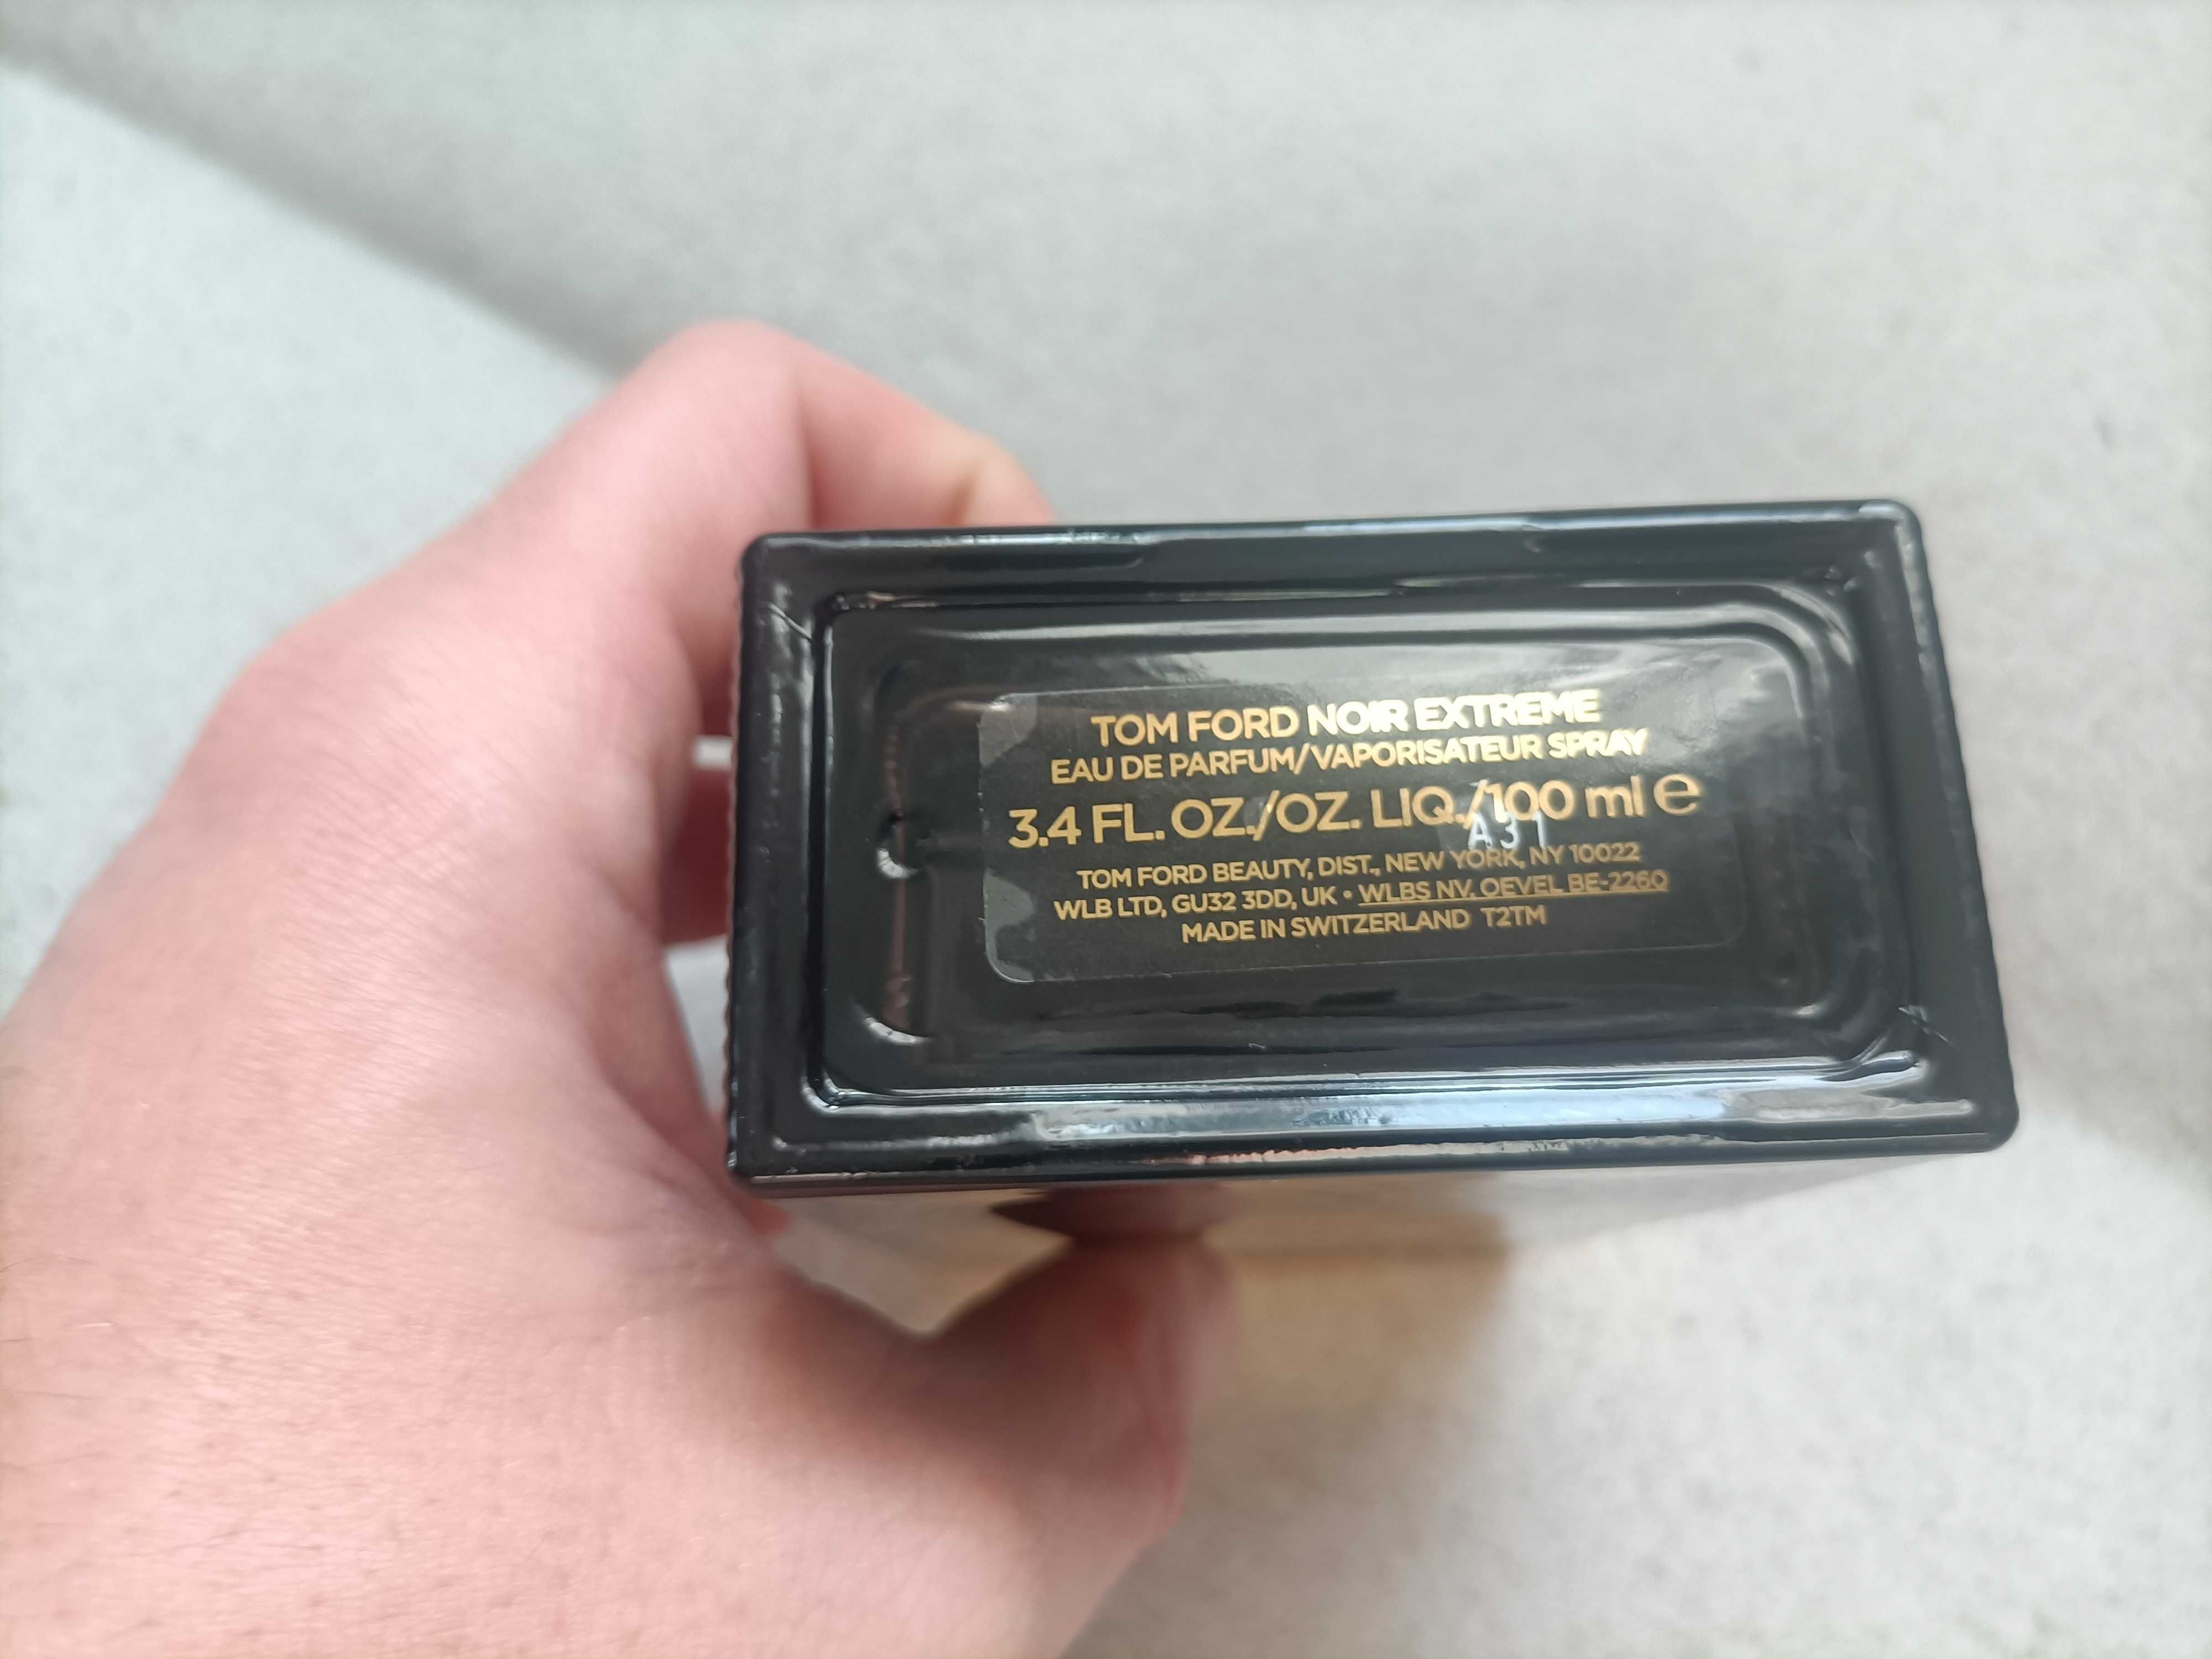 TOM FORD NOIR EXTREME
EAU DE PARFUM/VAPORISATEUR SPRAY
3.4 FL. OZ./OZ. LIQ./100 ml ℮
A31
TOM FORD BEAUTY, DIST., NEW YORK, NY 10022
WLB LTD, GU32 3DD, UK • WLBS NV, OEVEL BE-2260
MADE IN SWITZERLAND T2TM